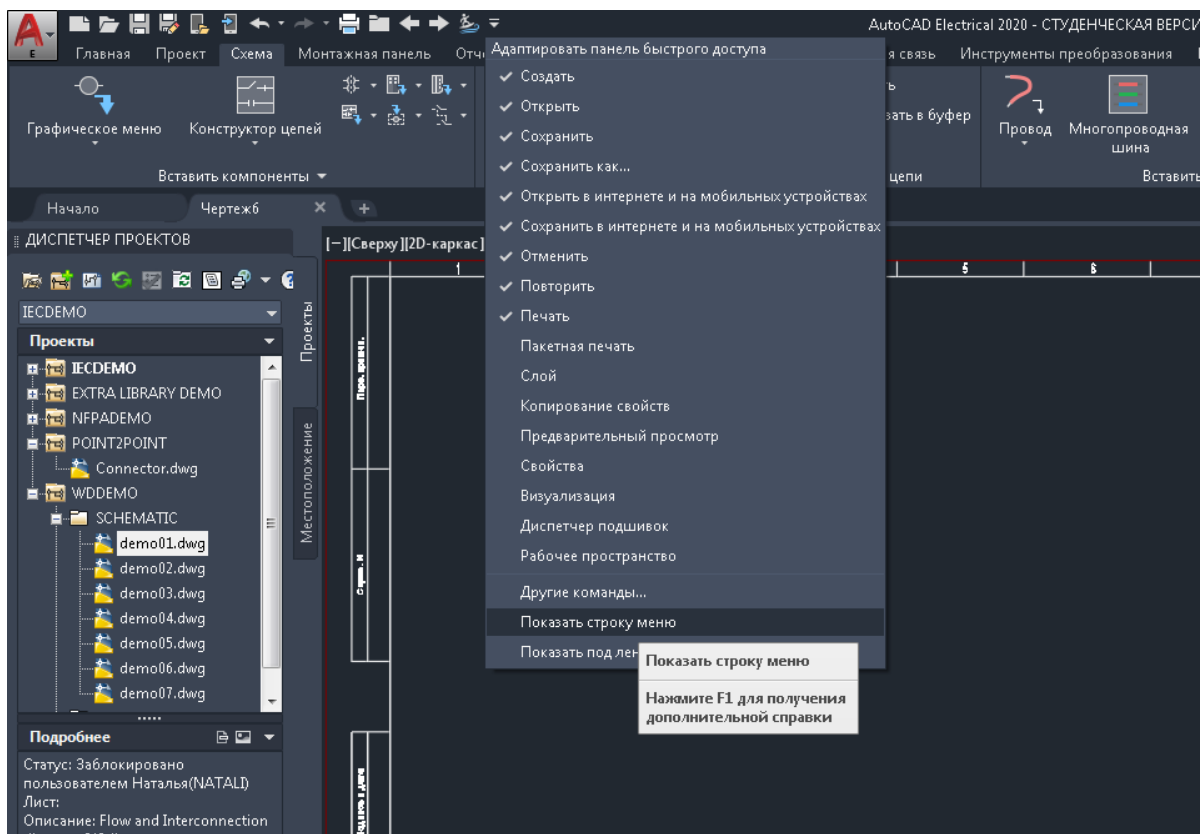 AutoCAD Electrical 2020 - СТУДЕНЧЕСКАЯ ВЕРСИ
E
Главная Проект Схема Монтажная панель Отч
я связь Инструменты преобразования
Графическое меню Конструктор цепей
Вставить компоненты
ь
вать в буфер
цепи
Провод Многопроводная
шина
Вставить
Адаптировать панель быстрого доступа
Создать
Открыть
Сохранить
Сохранить как...
Открыть в интернете и на мобильных устройствах
Сохранить в интернете и на мобильных устройствах
Отменить
Повторить
Печать
Пакетная печать
Слой
Копирование свойств
Предварительный просмотр
Свойства
Визуализация
Диспетчер подшивок
Рабочее пространство
Другие команды...
Показать строку меню
Показать под лен
Показать строку меню
Нажмите F1 для получения
дополнительной справки
Начало Чертеж6
ДИСПЕТЧЕР ПРОЕКТОВ
IECDEMO
Проекты
IECDEMO
EXTRA LIBRARY DEMO
NFPADEMO
POINT2POINT
Connector.dwg
WDDEMO
SCHEMATIC
demo01.dwg
demo02.dwg
demo03.dwg
demo04.dwg
demo05.dwg
demo06.dwg
demo07.dwg
Подробнее
Статус: Заблокировано
пользователем Наталья(NATALI)
Лист:
Описание: Flow and Interconnection
Проекты
Местоположение
[−][Сверху][2D-каркас]
1 5 6
Перв. примен.
Справ. N